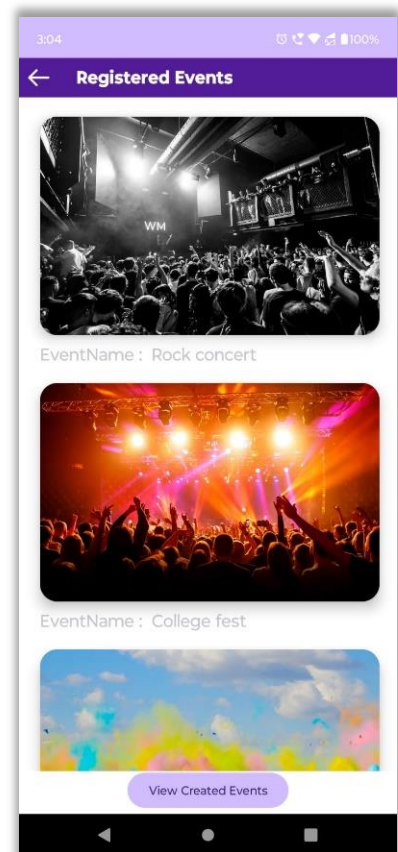 3:04
100%
Registered Events
WM
EventName : Rock concert
EventName : College fest
View Created Events